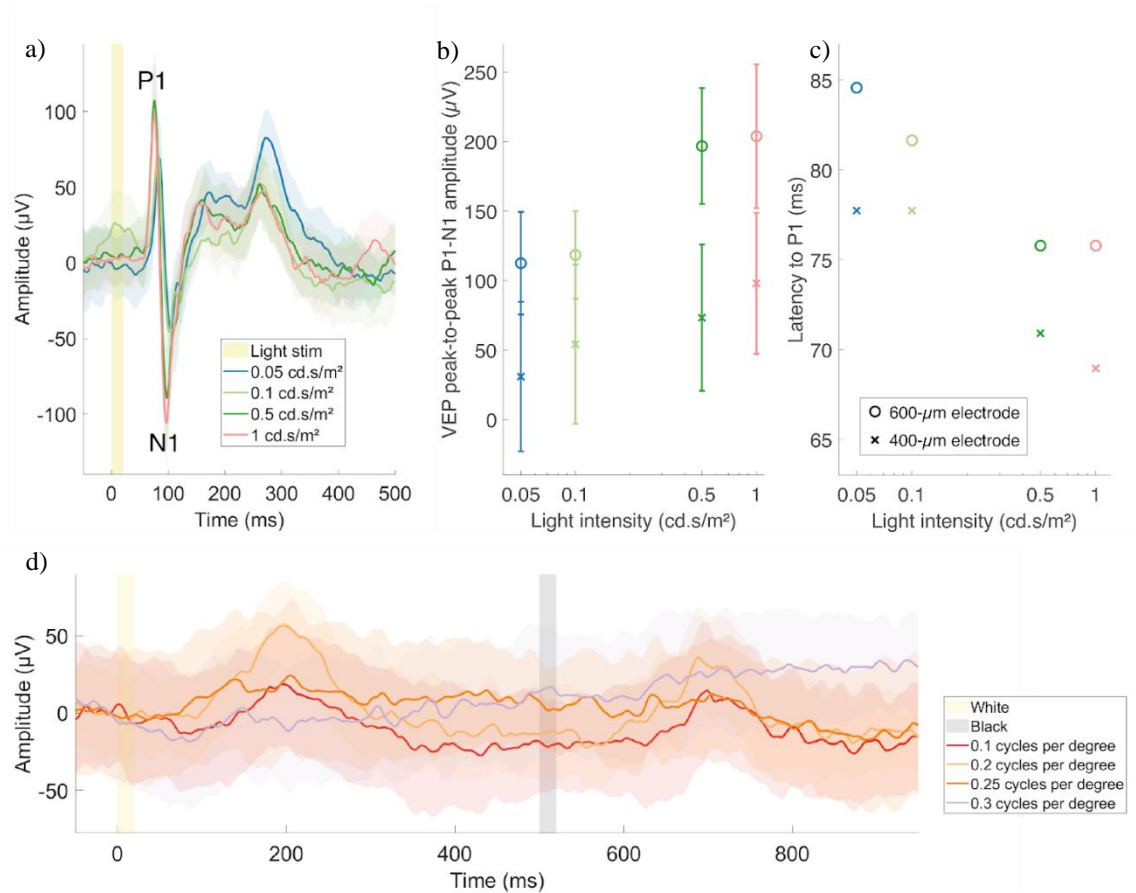 a)
P1
N1
100
50
0
-50
-100
Amplitude (µV)
Light stim
0.05 cd.s/m²
0.1 cd.s/m²
0.5 cd.s/m²
1 cd.s/m²
0 100 200 300 400 500
Time (ms)
b)
250
200
150
100
50
0
VEP peak-to-peak P1-N1 amplitude (µV)
0.05 0.1 0.5 1
Light intensity (cd.s/m²)
c)
85
80
75
70
65
Latency to P1 (ms)
600-µm electrode
400-µm electrode
0.05 0.1 0.5 1
Light intensity (cd.s/m²)
d)
50
0
-50
Amplitude (µV)
0 200 400 600 800
Time (ms)
White
Black
0.1 cycles per degree
0.2 cycles per degree
0.25 cycles per degree
0.3 cycles per degree